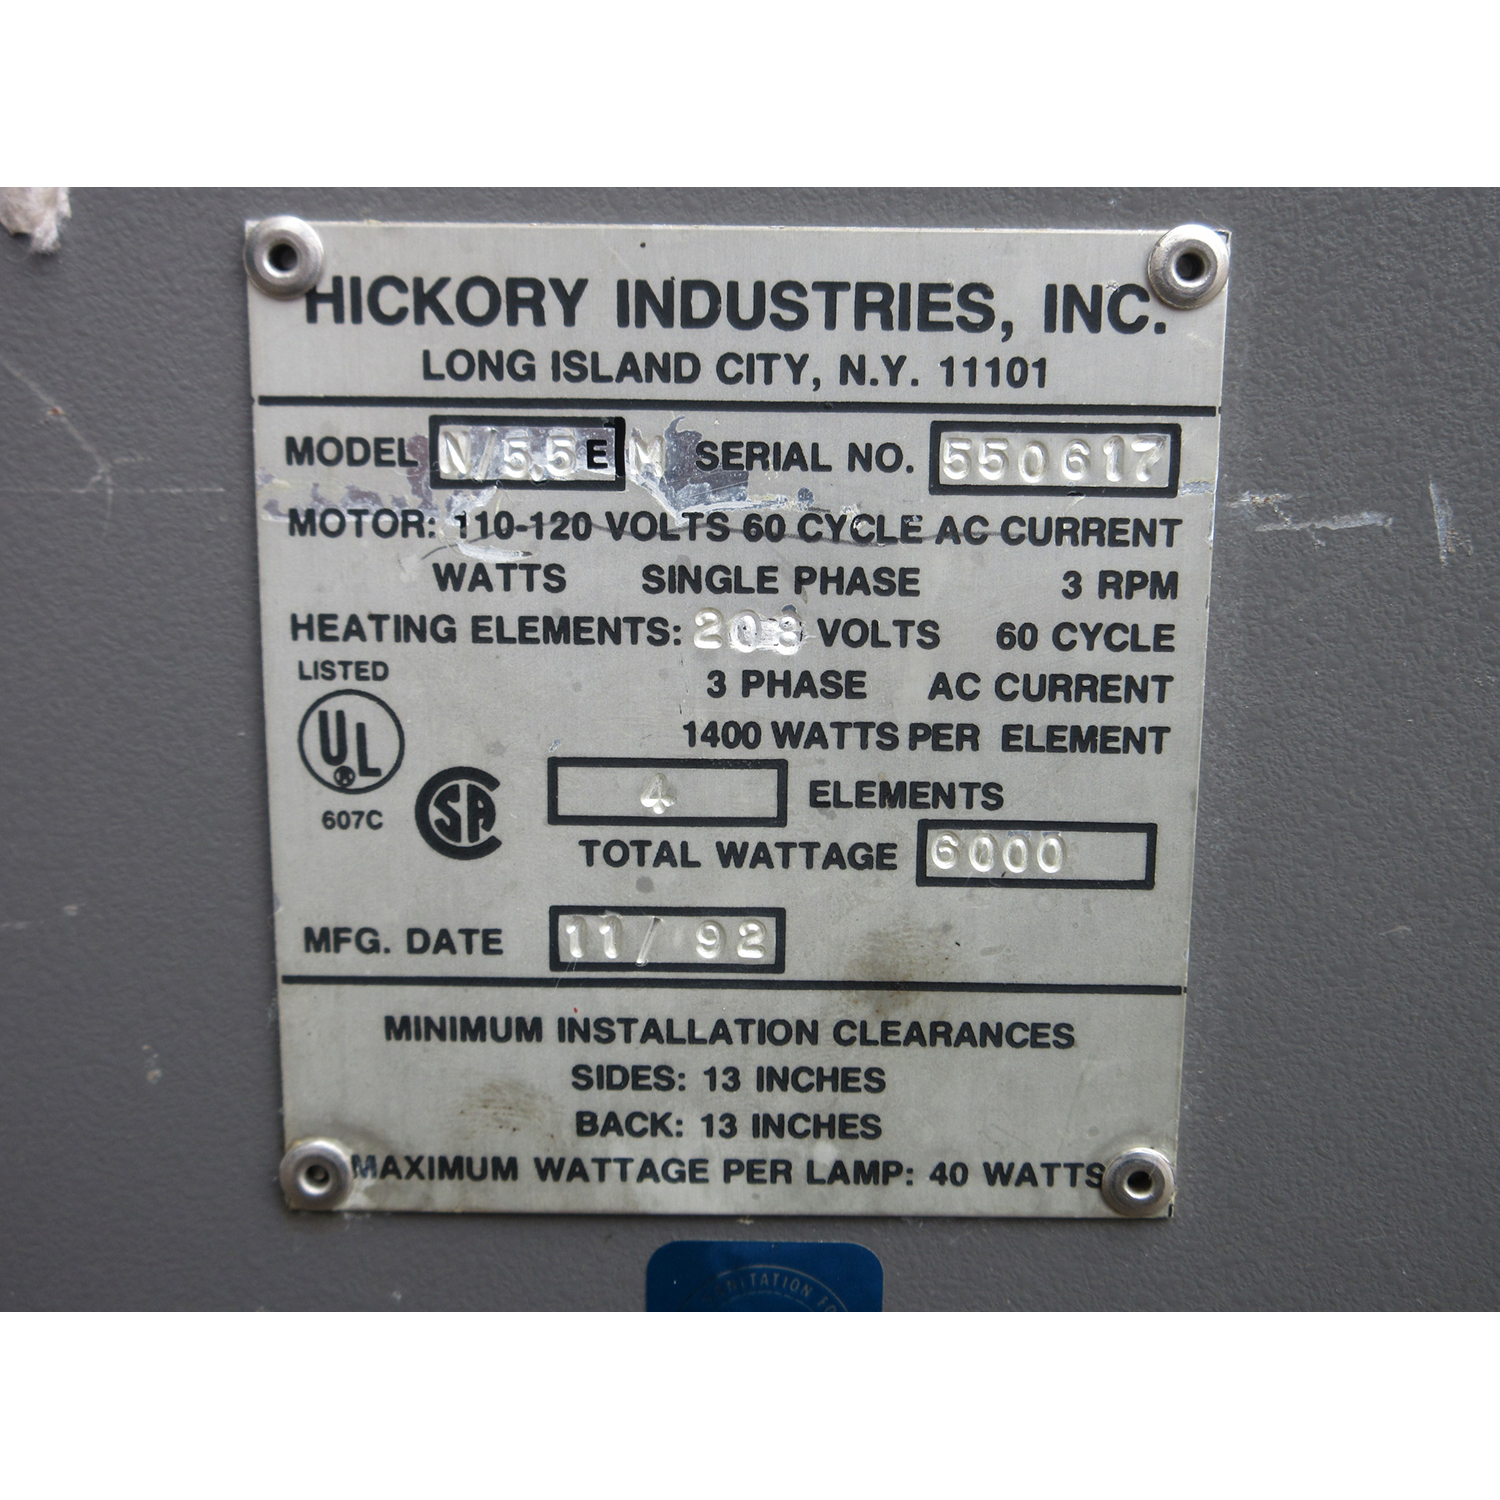 HICKORY INDUSTRIES, INC.
LONG ISLAND CITY, N.Y. 11101
MODEL N/5.5 E M SERIAL NO. 550617
MOTOR: 110-120 VOLTS 60 CYCLE AC CURRENT
WATTS SINGLE PHASE 3 RPM
HEATING ELEMENTS: 208 VOLTS 60 CYCLE
LISTED
3 PHASE AC CURRENT
UL®
1400 WATTS PER ELEMENT
607C
SA
4 ELEMENTS
TOTAL WATTAGE 6000
MFG. DATE 11/92
MINIMUM INSTALLATION CLEARANCES
SIDES: 13 INCHES
BACK: 13 INCHES
MAXIMUM WATTAGE PER LAMP: 40 WATTS